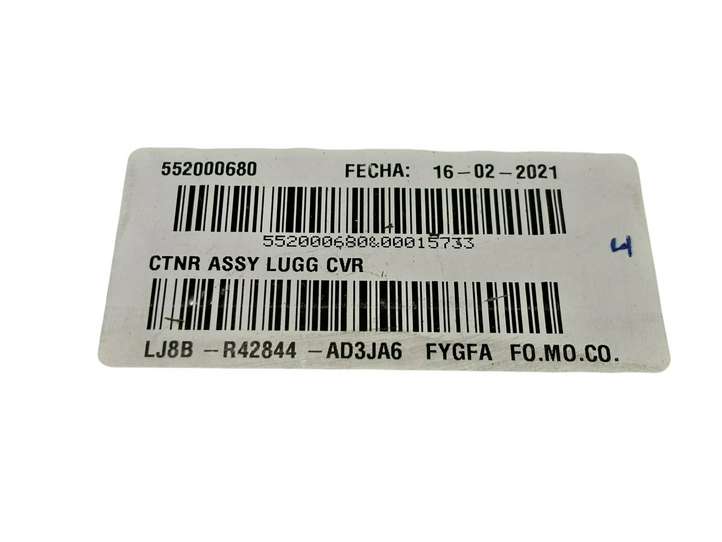 552000680 FECHA: 16-02-2021
552000680&00015733
4
CTNR ASSY LUGG CVR
LJ8B -R42844 -AD3JA6 FYGFA FO.MO.CO.